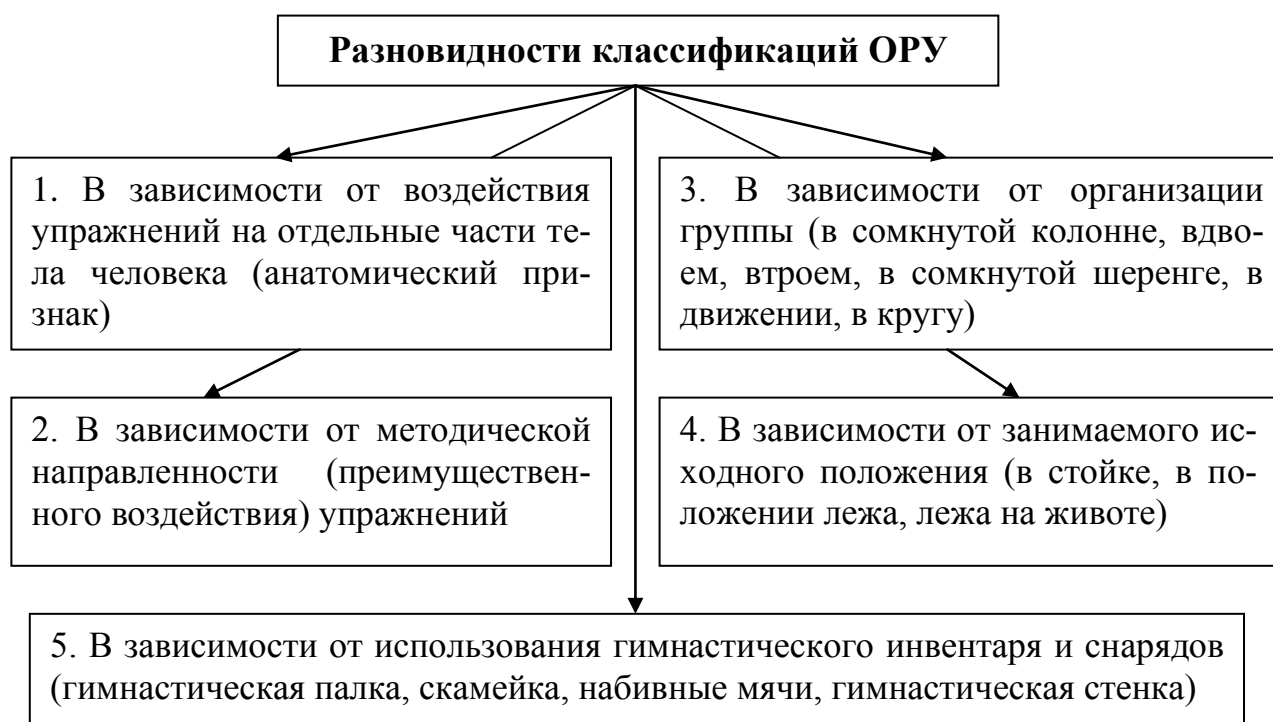 Разновидности классификаций ОРУ
1. В зависимости от воздействия
упражнений на отдельные части те-
ла человека (анатомический при-
знак)
2. В зависимости от методической
направленности (преимуществен-
ного воздействия) упражнений
3. В зависимости от организации
группы (в сомкнутой колонне, вдво-
ем, втроем, в сомкнутой шеренге, в
движении, в кругу)
4. В зависимости от занимаемого ис-
ходного положения (в стойке, в по-
ложении лежа, лежа на животе)
5. В зависимости от использования гимнастического инвентаря и снарядов
(гимнастическая палка, скамейка, набивные мячи, гимнастическая стенка)